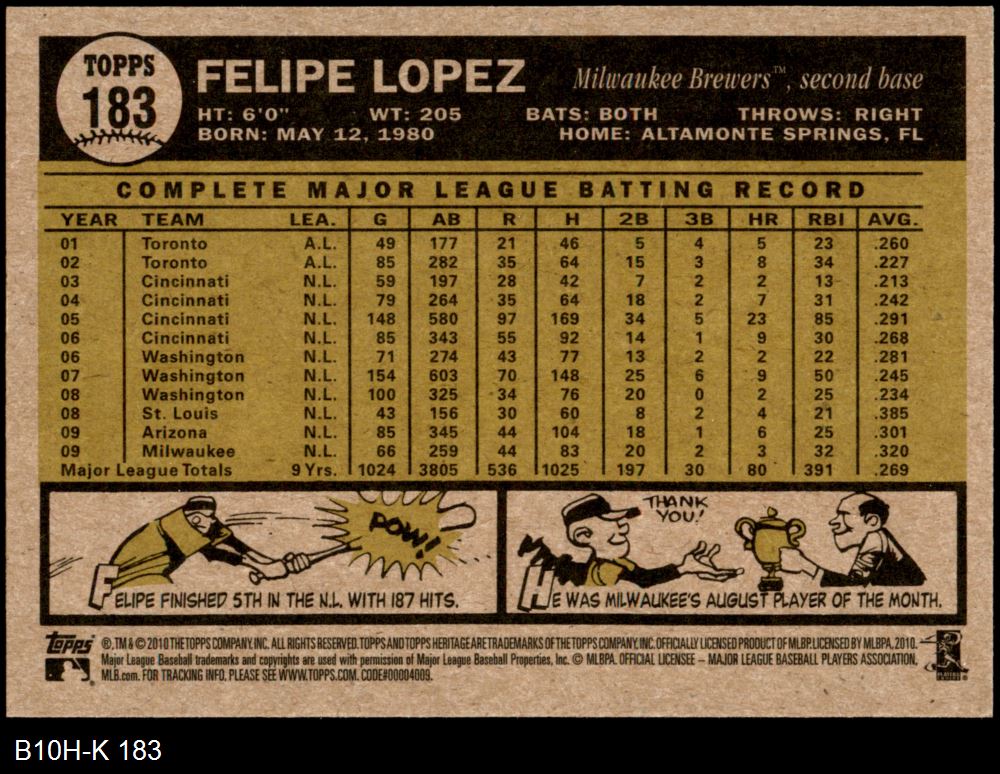 TOPPS
183
FELIPE LOPEZ
Milwaukee Brewers™, second base
HT: 6'0" WT: 205 BATS: BOTH THROWS: RIGHT
BORN: MAY 12, 1980 HOME: ALTAMONTE SPRINGS, FL
COMPLETE MAJOR LEAGUE BATTING RECORD
YEAR TEAM LEA. G AB R H 2B 3B HR RBI AVG.
01 Toronto A.L. 49 177 21 46 5 4 5 23 .260
02 Toronto A.L. 85 282 35 64 15 3 8 34 .227
03 Cincinnati N.L. 59 197 28 42 7 2 2 13 .213
04 Cincinnati N.L. 79 264 35 64 18 2 7 31 .242
05 Cincinnati N.L. 148 580 97 169 34 5 23 85 .291
06 Cincinnati N.L. 85 343 55 92 14 1 9 30 .268
06 Washington N.L. 71 274 43 77 13 2 2 22 .281
07 Washington N.L. 154 603 70 148 25 6 9 50 .245
08 Washington N.L. 100 325 34 76 20 0 2 25 .234
08 St. Louis N.L. 43 156 30 60 8 2 4 21 .385
09 Arizona N.L. 85 345 44 104 18 1 6 25 .301
09 Milwaukee N.L. 66 259 44 83 20 2 3 32 .320
Major League Totals 9 Yrs. 1024 3805 536 1025 197 30 80 391 .269
POW!
FELIPE FINISHED 5TH IN THE N.L. WITH 187 HITS.
THANK
YOU!
HE WAS MILWAUKEE'S AUGUST PLAYER OF THE MONTH.
Topps ®, TM & © 2010 THE TOPPS COMPANY, INC. ALL RIGHTS RESERVED. TOPPS AND TOPPS HERITAGE ARE TRADEMARKS OF THE TOPPS COMPANY, INC. OFFICIALLY LICENSED PRODUCT OF MLBP. LICENSED BY MLBPA, 2010.
Major League Baseball trademarks and copyrights are used with permission of Major League Baseball Properties, Inc. © MLBPA. OFFICIAL LICENSEE – MAJOR LEAGUE BASEBALL PLAYERS ASSOCIATION.
MLB.com. FOR TRACKING INFO, PLEASE SEE WWW.TOPPS.COM. CODE#00004009.
B10H-K 183